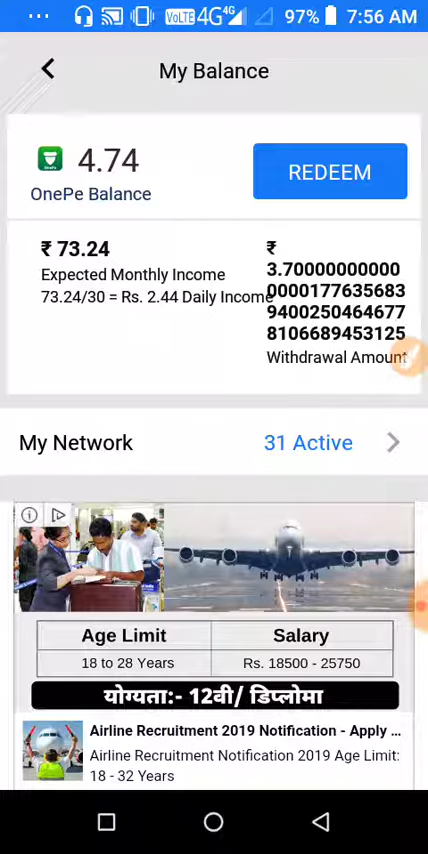 VoLTE 4G 4G 97% 7:56 AM
My Balance
4.74
OnePe Balance
REDEEM
₹ 73.24
Expected Monthly Income
73.24/30 = Rs. 2.44 Daily Income
₹
3.70000000000
0000177635683
9400250464677
8106689453125
Withdrawal Amount
My Network
31 Active
Age Limit
Salary
18 to 28 Years
Rs. 18500 - 25750
योग्यता:- 12वी/ डिप्लोमा
Airline Recruitment 2019 Notification - Apply ...
Airline Recruitment Notification 2019 Age Limit:
18 - 32 Years